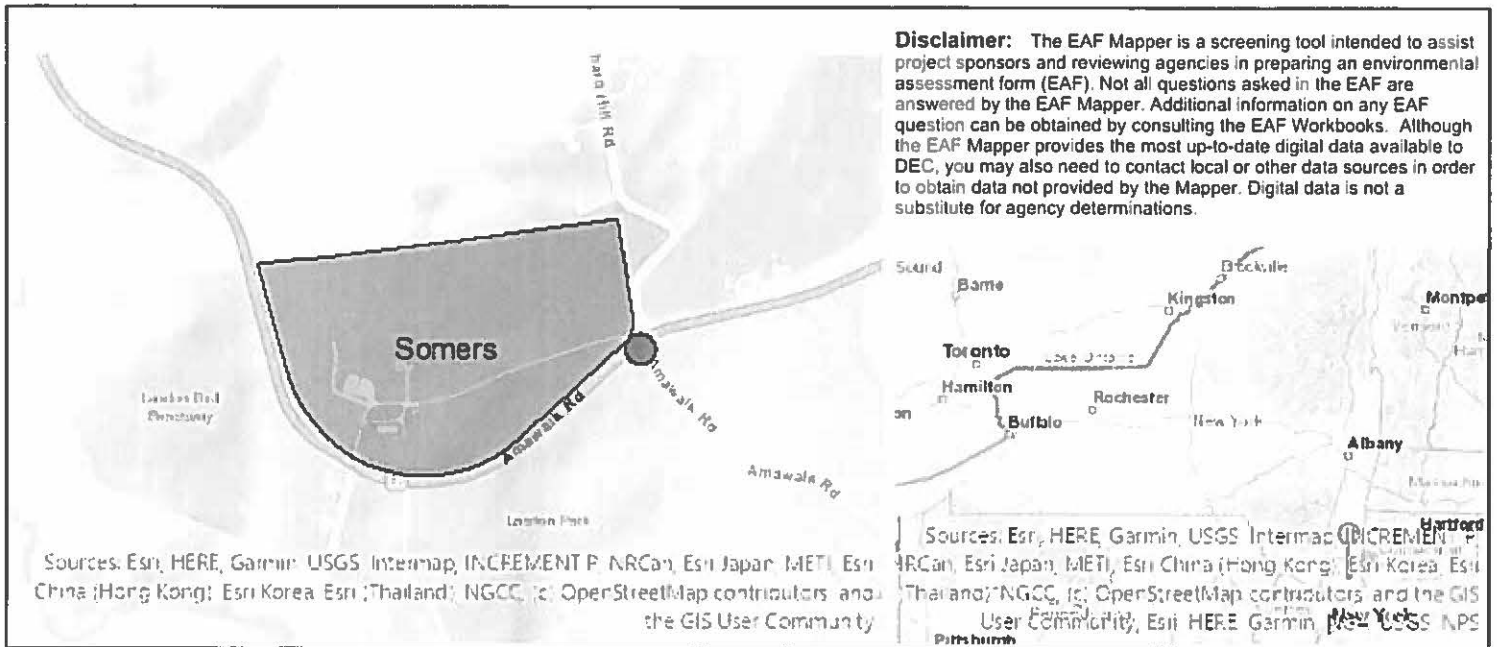 Disclaimer: The EAF Mapper is a screening tool intended to assist
project sponsors and reviewing agencies in preparing an environmental
assessment form (EAF). Not all questions asked in the EAF are
answered by the EAF Mapper. Additional information on any EAF
question can be obtained by consulting the EAF Workbooks. Although
the EAF Mapper provides the most up-to-date digital data available to
DEC, you may also need to contact local or other data sources in order
to obtain data not provided by the Mapper. Digital data is not a
substitute for agency determinations.
Hill Rd
Somers
Amawalk Rd
Amawalk Rd
Amawalk Rd
Lasdon Park
Sources: Esri, HERE, Garmin, USGS, Intermap, INCREMENT P, NRCan, Esri Japan, METI, Esri
China (Hong Kong), Esri Korea, Esri (Thailand), NGCC, (c) OpenStreetMap contributors, and
the GIS User Community
Sound
Barrie
Kingston
Montpe
Toronto
Lake Ontario
Hamilton
Rochester
Buffalo
New York
Albany
Hartford
Sources: Esri, HERE, Garmin, USGS, Intermap, INCREMENT P,
NRCan, Esri Japan, METI, Esri China (Hong Kong), Esri Korea, Esri
(Thailand), NGCC, (c) OpenStreetMap contributors, and the GIS
User Community, Esri, HERE, Garmin, USGS, NPS
New York
Pittsburgh